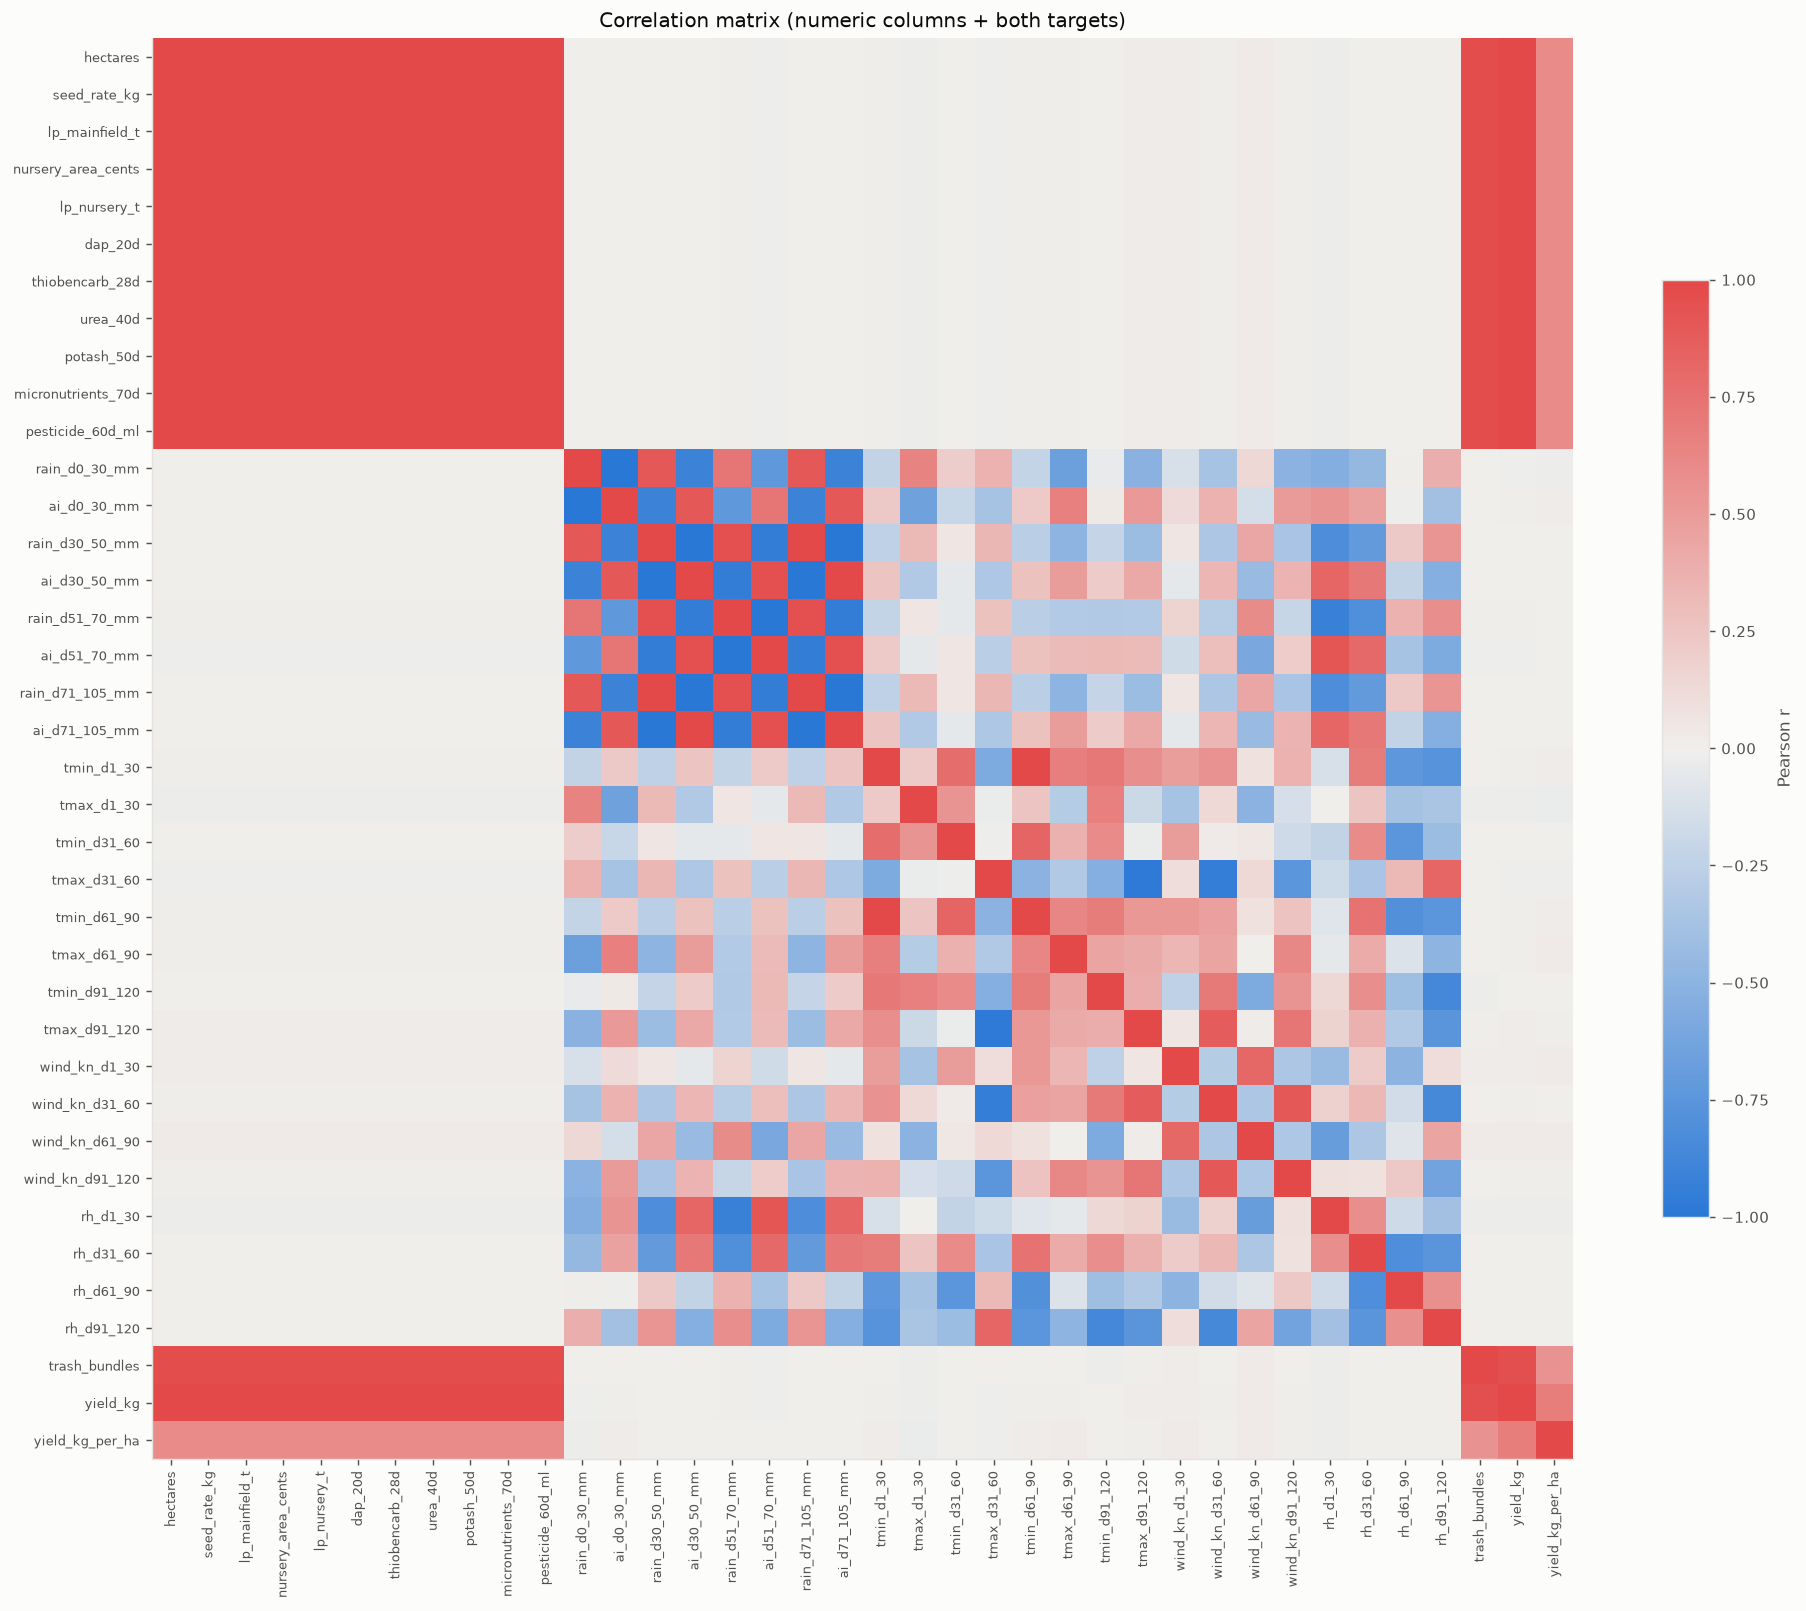 Correlation matrix (numeric columns + both targets)
hectares
seed_rate_kg
lp_mainfield_t
nursery_area_cents
lp_nursery_t
dap_20d
thiobencarb_28d
urea_40d
potash_50d
micronutrients_70d
pesticide_60d_ml
rain_d0_30_mm
ai_d0_30_mm
rain_d30_50_mm
ai_d30_50_mm
rain_d51_70_mm
ai_d51_70_mm
rain_d71_105_mm
ai_d71_105_mm
tmin_d1_30
tmax_d1_30
tmin_d31_60
tmax_d31_60
tmin_d61_90
tmax_d61_90
tmin_d91_120
tmax_d91_120
wind_kn_d1_30
wind_kn_d31_60
wind_kn_d61_90
wind_kn_d91_120
rh_d1_30
rh_d31_60
rh_d61_90
rh_d91_120
trash_bundles
yield_kg
yield_kg_per_ha
hectares
seed_rate_kg
lp_mainfield_t
nursery_area_cents
lp_nursery_t
dap_20d
thiobencarb_28d
urea_40d
potash_50d
micronutrients_70d
pesticide_60d_ml
rain_d0_30_mm
ai_d0_30_mm
rain_d30_50_mm
ai_d30_50_mm
rain_d51_70_mm
ai_d51_70_mm
rain_d71_105_mm
ai_d71_105_mm
tmin_d1_30
tmax_d1_30
tmin_d31_60
tmax_d31_60
tmin_d61_90
tmax_d61_90
tmin_d91_120
tmax_d91_120
wind_kn_d1_30
wind_kn_d31_60
wind_kn_d61_90
wind_kn_d91_120
rh_d1_30
rh_d31_60
rh_d61_90
rh_d91_120
trash_bundles
yield_kg
yield_kg_per_ha
1.00
0.75
0.50
0.25
0.00
−0.25
−0.50
−0.75
−1.00
Pearson r